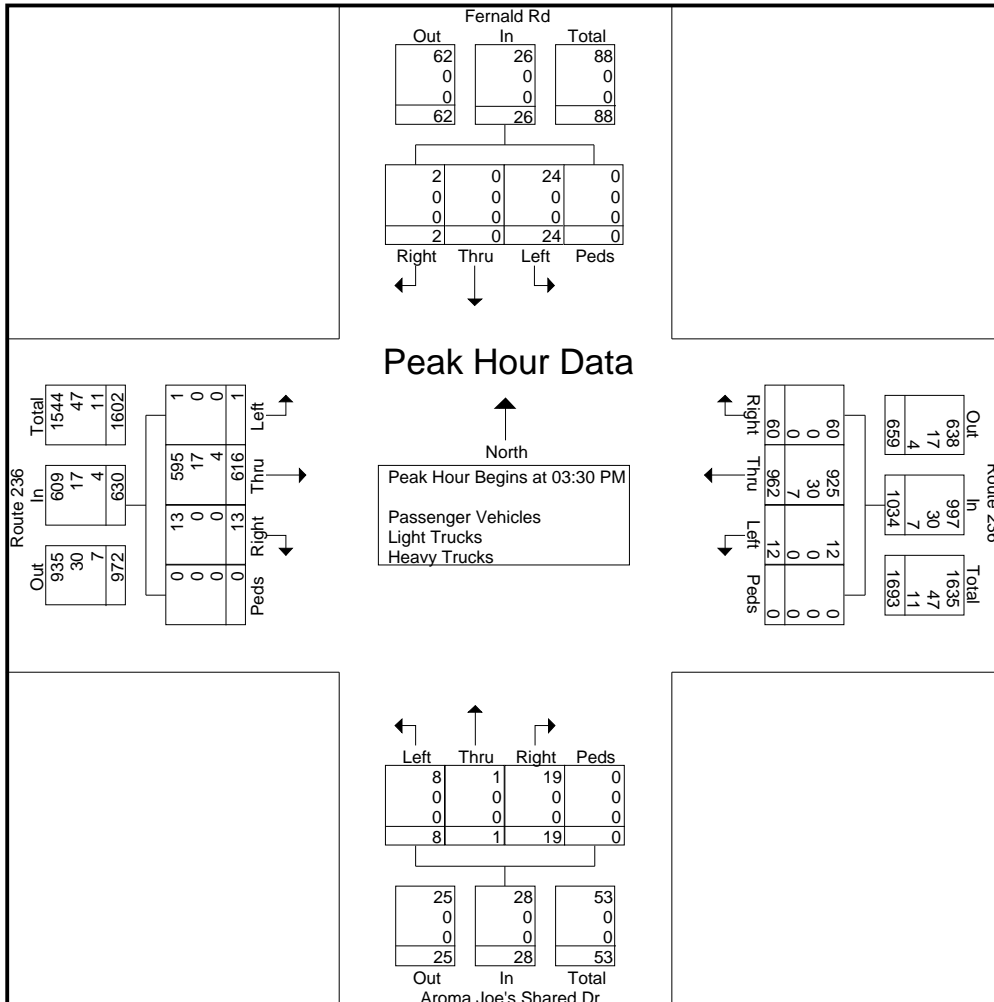 Fernald Rd
Out In Total
62 26 88
0 0 0
0 0 0
62 26 88
2 0 24 0
0 0 0 0
0 0 0 0
2 0 24 0
Right Thru Left Peds
Peak Hour Data
North
Peak Hour Begins at 03:30 PM
Passenger Vehicles
Light Trucks
Heavy Trucks
Route 236
Total In Out
1544 609 935
47 17 30
11 4 7
1602 630 972
1 595 13 0
0 17 0 0
0 4 0 0
1 616 13 0
Left Thru Right Peds
Route 236
Out In Total
638 997 1635
17 30 47
4 7 11
659 1034 1693
60 925 12 0
0 30 0 0
0 7 0 0
60 962 12 0
Right Thru Left Peds
Left Thru Right Peds
8 1 19 0
0 0 0 0
0 0 0 0
8 1 19 0
25 28 53
0 0 0
0 0 0
25 28 53
Out In Total
Aroma Joe's Shared Dr